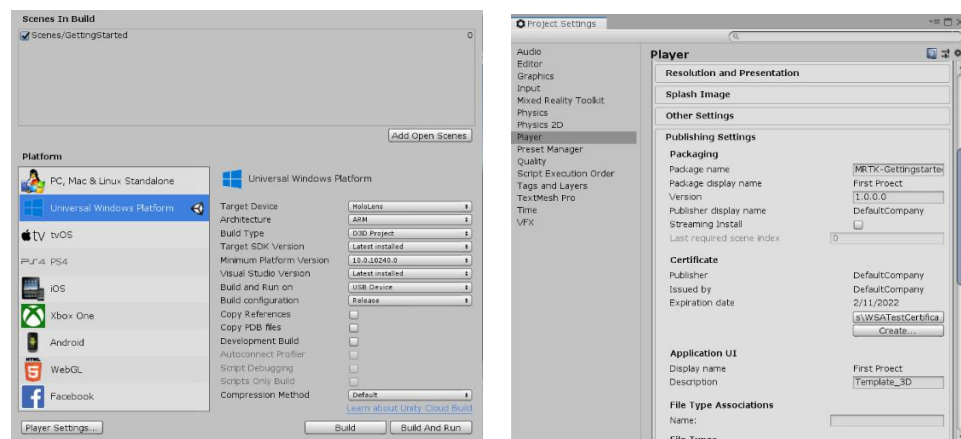 Scenes In Build
Scenes/GettingStarted 0
Add Open Scenes
Platform
PC, Mac & Linux Standalone
Universal Windows Platform
tv tvOS
PS4 PS4
iOS
Xbox One
Android
HTML 5 WebGL
Facebook
Player Settings...
Universal Windows Platform
Target Device HoloLens
Architecture ARM
Build Type D3D Project
Target SDK Version Latest installed
Minimum Platform Version 10.0.10240.0
Visual Studio Version Latest installed
Build and Run on USB Device
Build configuration Release
Copy References
Copy PDB files
Development Build
Autoconnect Profiler
Script Debugging
Scripts Only Build
Compression Method Default
Learn about Unity Cloud Build
Build Build And Run
Project Settings
Audio
Editor
Graphics
Input
Mixed Reality Toolkit
Physics
Physics 2D
Player
Preset Manager
Quality
Script Execution Order
Tags and Layers
TextMesh Pro
Time
VFX
Player
Resolution and Presentation
Splash Image
Other Settings
Publishing Settings
Packaging
Package name MRTK-Gettingstarte
Package display name First Proect
Version 1.0.0.0
Publisher display name DefaultCompany
Streaming Install
Last required scene index 0
Certificate
Publisher DefaultCompany
Issued by DefaultCompany
Expiration date 2/11/2022
s\WSATestCertifica
Create...
Application UI
Display name First Proect
Description Template_3D
File Type Associations
Name:
File Types